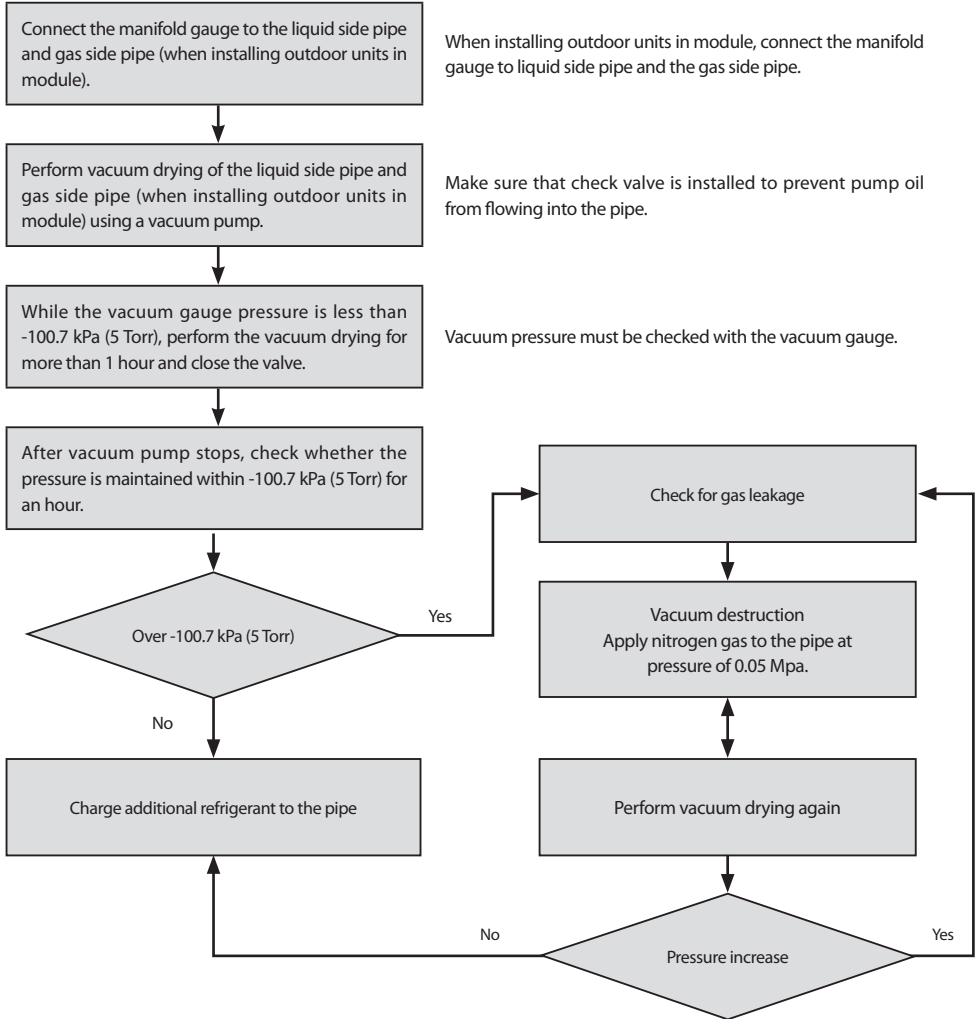 Connect the manifold gauge to the liquid side pipe
and gas side pipe (when installing outdoor units in
module).
When installing outdoor units in module, connect the manifold
gauge to liquid side pipe and the gas side pipe.
Perform vacuum drying of the liquid side pipe and
gas side pipe (when installing outdoor units in
module) using a vacuum pump.
Make sure that check valve is installed to prevent pump oil
from flowing into the pipe.
While the vacuum gauge pressure is less than
-100.7 kPa (5 Torr), perform the vacuum drying for
more than 1 hour and close the valve.
Vacuum pressure must be checked with the vacuum gauge.
After vacuum pump stops, check whether the
pressure is maintained within -100.7 kPa (5 Torr) for
an hour.
Check for gas leakage
Over -100.7 kPa (5 Torr)
Yes
Vacuum destruction
Apply nitrogen gas to the pipe at
pressure of 0.05 Mpa.
No
Charge additional refrigerant to the pipe
Perform vacuum drying again
No
Pressure increase
Yes